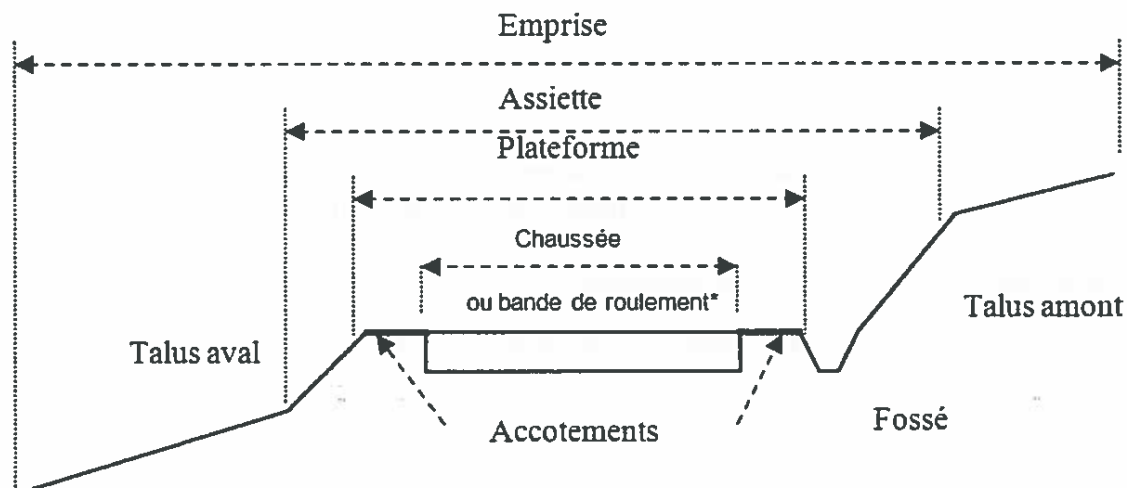 Emprise
Assiette
Plateforme
Chaussée
ou bande de roulement*
Talus amont
Talus aval
Fossé
Accotements